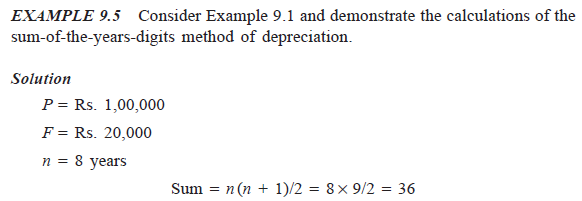 EXAMPLE 9.5 Consider Example 9.1 and demonstrate the calculations of the
sum-of-the-years-digits method of depreciation.
Solution
P = Rs. 1,00,000
F = Rs. 20,000
n = 8 years
Sum = n (n + 1)/2 = 8 × 9/2 = 36